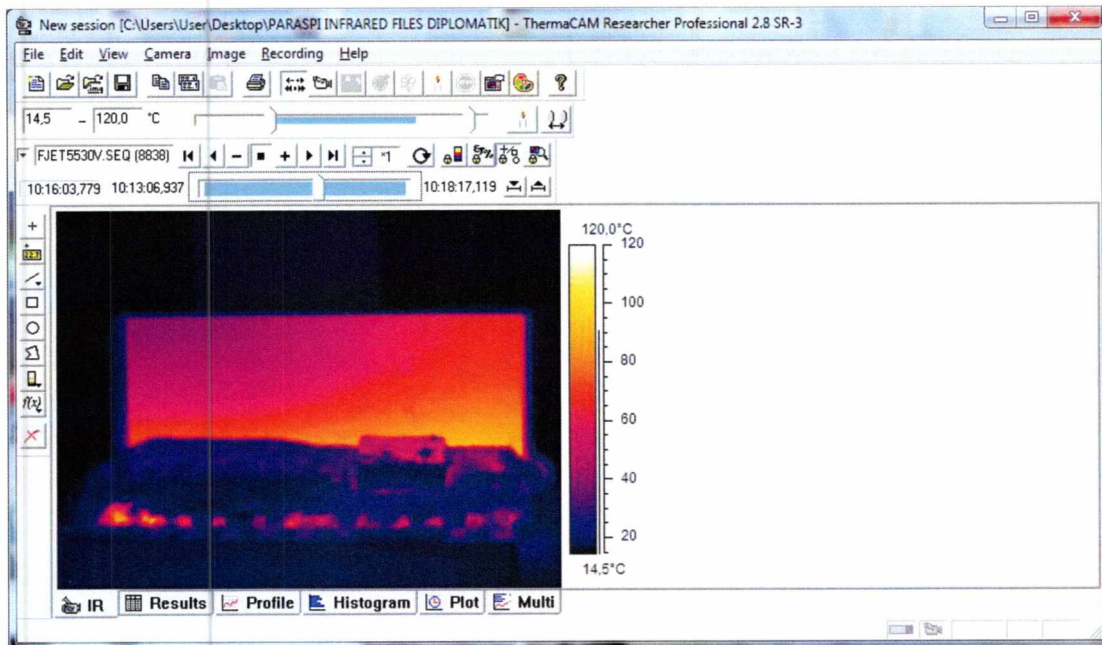 New session [C:\Users\User\Desktop\PARASPI INFRARED FILES DIPLOMATIK] - ThermaCAM Researcher Professional 2.8 SR-3
File Edit View Camera Image Recording Help
14,5 – 120,0 °C
FJET5530V.SEQ (8838) ×1
10:16:03,779 10:13:06,937 10:18:17,119
120,0°C
120
100
80
60
40
20
14,5°C
f(x)
IR Results Profile Histogram Plot Multi